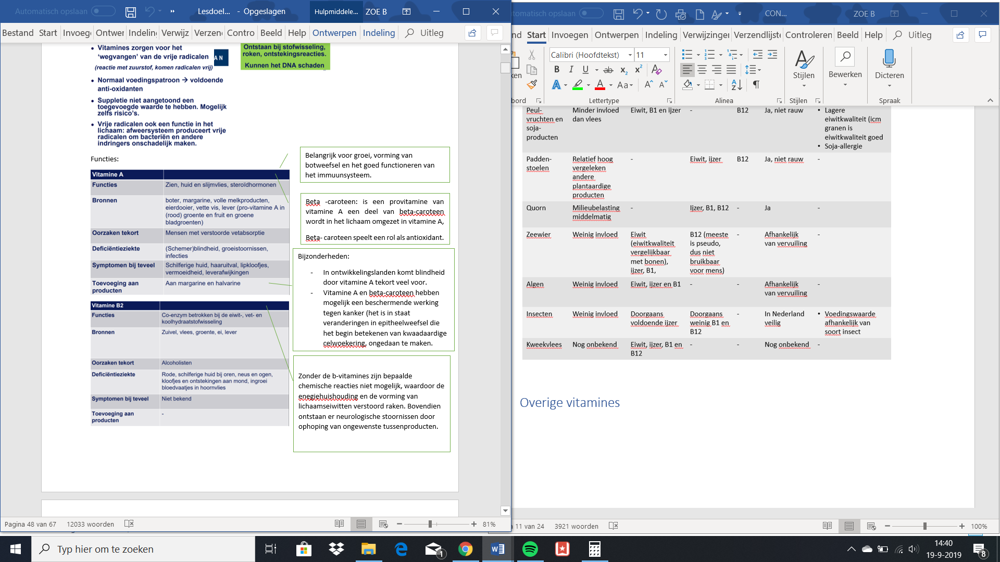 Automatisch opslaan
Lesdoel... - Opgeslagen
Hulpmiddele...
ZOE B
Bestand Start Invoeg Ontwer Indelin Verwijz Verzen Contro Beeld Help Ontwerpen Indeling Uitleg
• Vitamines zorgen voor het
‘wegvangen’ van de vrije radicalen
(reactie met zuurstof, komen radicalen vrij)
A N
Ontstaan bij stofwisseling,
roken, ontstekingsreacties.
Kunnen het DNA schaden
• Normaal voedingspatroon → voldoende
anti-oxidanten
• Suppletie niet aangetoond een
toegevoegde waarde te hebben. Mogelijk
zelfs risico’s.
• Vrije radicalen ook een functie in het
lichaam: afweersysteem produceert vrije
radicalen om bacteriën en andere
indringers onschadelijk maken.
Functies:
Vitamine A
Functies Zien, huid en slijmvlies, steroïdhormonen
Bronnen boter, margarine, volle melkproducten,
eierdooier, vette vis, lever (pro-vitamine A in
(rood) groente en fruit en groene
bladgroenten)
Oorzaken tekort Mensen met verstoorde vetabsorptie
Deficiëntieziekte (Schemer)blindheid, groeistoornissen,
infecties
Symptomen bij teveel Schilferige huid, haaruitval, lipkloofjes,
vermoeidheid, leverafwijkingen
Toevoeging aan Aan margarine en halvarine
producten
Vitamine B2
Functies Co-enzym betrokken bij de eiwit-, vet- en
koolhydraatstofwisseling
Bronnen Zuivel, vlees, groente, ei, lever
Oorzaken tekort Alcoholisten
Deficiëntieziekte Rode, schilferige huid bij oren, neus en ogen,
kloofjes en ontstekingen aan mond, ingroei
bloedvaatjes in hoornvlies
Symptomen bij teveel Niet bekend
Toevoeging aan -
producten
Belangrijk voor groei, vorming van
botweefsel en het goed functioneren van
het immuunsysteem.
Beta -caroteen: is een provitamine van
vitamine A een deel van beta-caroteen
wordt in het lichaam omgezet in vitamine A,
Beta- caroteen speelt een rol als antioxidant.
Bijzonderheden:
- In ontwikkelingslanden komt blindheid
door vitamine A tekort veel voor.
- Vitamine A en beta-caroteen hebben
mogelijk een beschermende werking
tegen kanker (het is in staat
veranderingen in epitheelweefsel die
het begin betekenen van kwaadaardige
celwoekering, ongedaan te maken.
Zonder de b-vitamines zijn bepaalde
chemische reacties niet mogelijk, waardoor de
enegiehuishouding en de vorming van
lichaamseiwitten verstoord raken. Bovendien
ontstaan er neurologische stoornissen door
ophoping van ongewenste tussenproducten.
Pagina 48 van 67 12033 woorden 81%
tomatisch opslaan
CON...
ZOE B
nd Start Invoegen Ontwerpen Indeling Verwijzinger Verzendlijste Controleren Beeld Help Uitleg
ken
Calibri (Hoofdtekst) 11
B I U ab x₂ x²
A A Aa A A
bord Lettertype Alinea Stijlen Spraak
Stijlen
Bewerken
Dicteren
Peul- Minder invloed Eiwit, B1 en ijzer - B12 Ja, niet rauw • Lagere
vruchten en dan vlees eiwitkwaliteit (icm
soja- granen is
producten eiwitkwaliteit goed
• Soja-allergie
Padden- Relatief hoog - Eiwit, ijzer B12 Ja, niet rauw -
stoelen vergeleken
andere
plantaardige
producten
Quorn Milieubelasting - IJzer, B1, B12 - Ja -
middelmatig
Zeewier Weinig invloed Eiwit B12 (meeste - Afhankelijk -
(eiwitkwaliteit is pseudo, van vervuiling
vergelijkbaar dus niet
met bonen), bruikbaar
ijzer, B1, voor mens)
Algen Weinig invloed Eiwit, ijzer en B1 - - Afhankelijk -
van vervuiling
Insecten Weinig invloed Doorgaans Doorgaans - In Nederland • Voedingswaarde
voldoende ijzer weinig B1 en veilig afhankelijk van
B12 soort insect
Kweekvlees Nog onbekend Eiwit, ijzer, B1 en - - Nog onbekend -
B12
Overige vitamines
11 van 24 3921 woorden 100%
Typ hier om te zoeken
1
14:40
19-9-2019
8